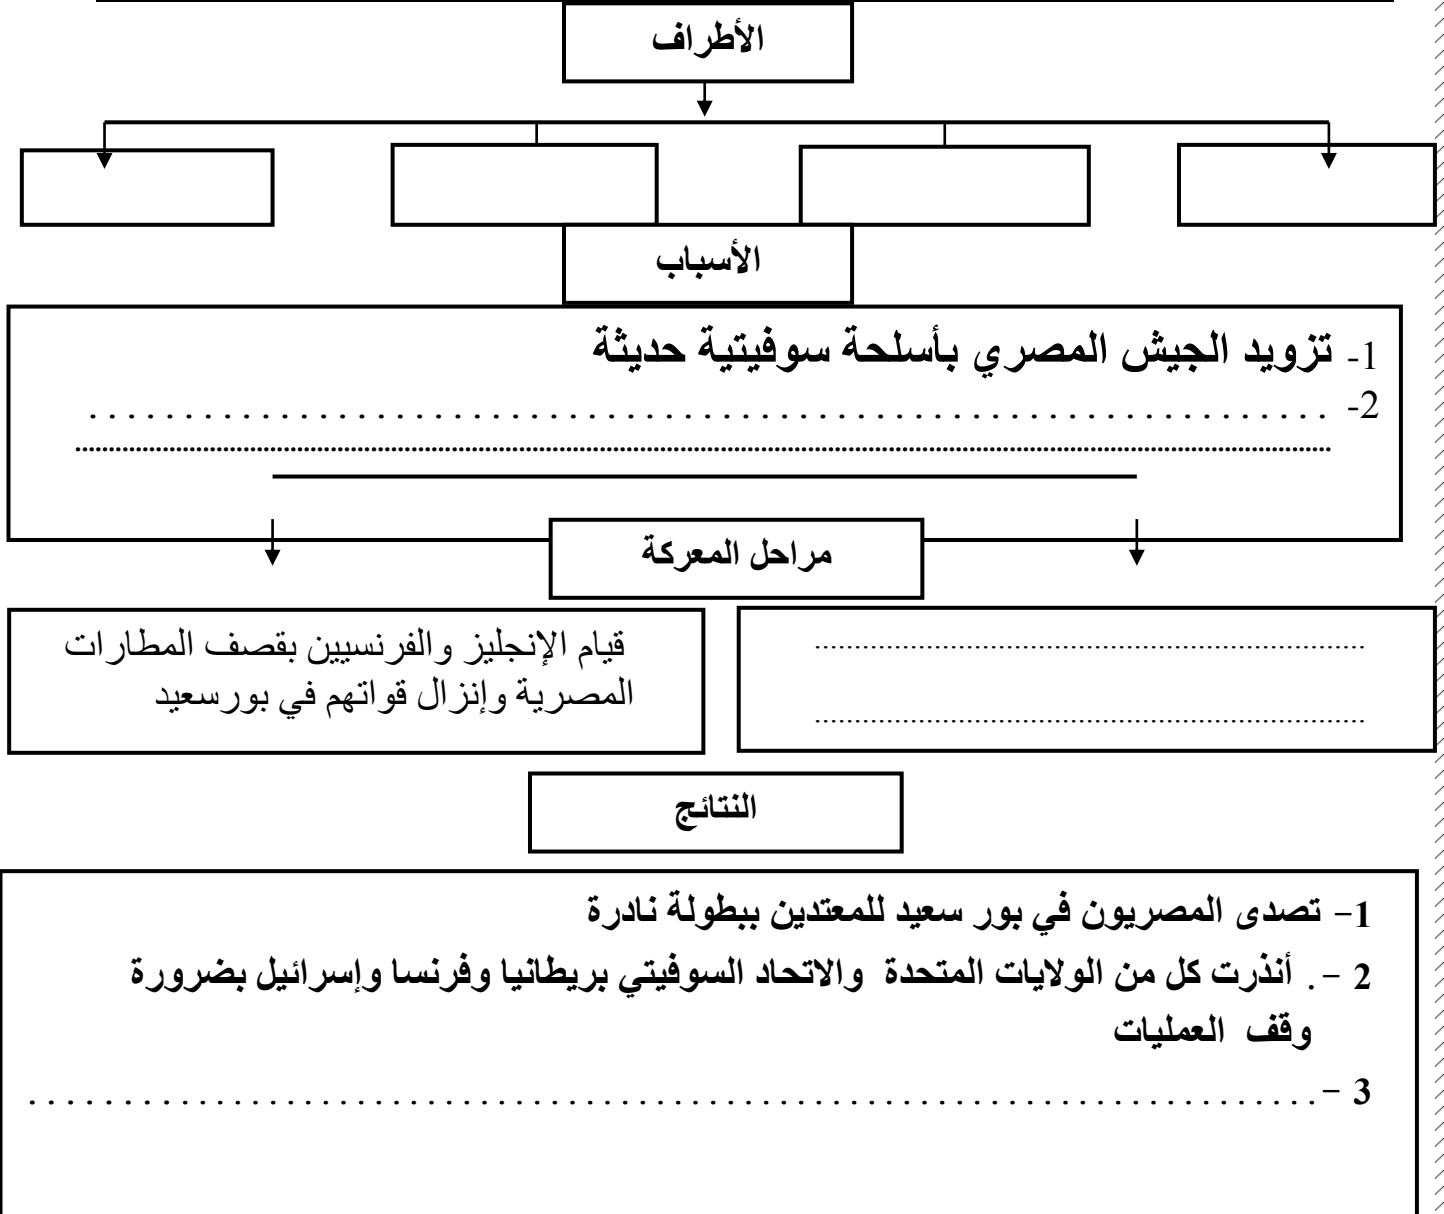 الأطراف
الأسباب
1- تزويد الجيش المصري بأسلحة سوفيتية حديثة
2- . . . . . . . . . . . . . . . . . . . . . . . . . . . . . . . . . . . . . . . . . . . . . . . . . . . . . . . . . . . . . . . . . .
................................................................................
مراحل المعركة
................................................................
................................................................
قيام الإنجليز والفرنسيين بقصف المطارات
المصرية وإنزال قواتهم في بورسعيد
النتائج
1- تصدى المصريون في بور سعيد للمعتدين ببطولة نادرة
2 -. أنذرت كل من الولايات المتحدة والاتحاد السوفيتي بريطانيا وفرنسا وإسرائيل بضرورة
وقف العمليات
3 -. . . . . . . . . . . . . . . . . . . . . . . . . . . . . . . . . . . . . . . . . . . . . . . . . . . . . . . . . . . . . . . . . . . .